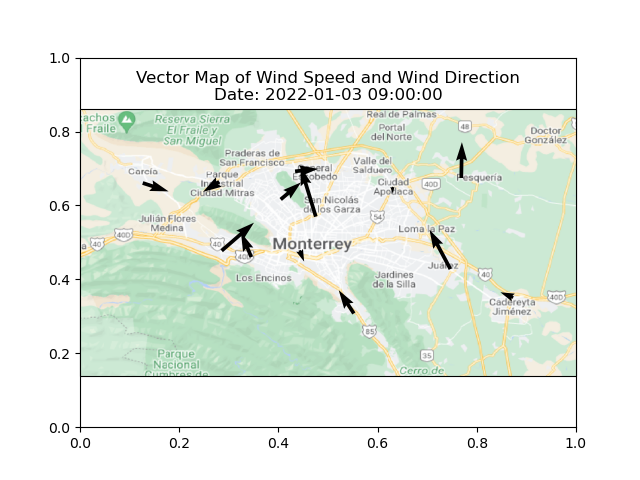 Vector Map of Wind Speed and Wind Direction
Date: 2022-01-03 09:00:00
1.0
0.8
0.6
0.4
0.2
0.0
0.0
0.2
0.4
0.6
0.8
1.0
achos
Fraile
Reserva Sierra
El Fraile y
San Miguel
Real de Palmas
Portal
del Norte
48
Doctor
González
Praderas de
San Francisco
García
Parque
Industrial
Ciudad Mitras
Escobedo
Valle del
Salduero
Ciudad
Apodaca
40D
Pesquería
San Nicolás
de los Garza
54
Julián Flores
Medina
40
40D
40
Monterrey
Loma la Paz
Los Encinos
Jardines
de la Silla
Juárez
40
Cadereyta
Jiménez
40D
85
35
Parque
Nacional
Cumbres de
Cerro de